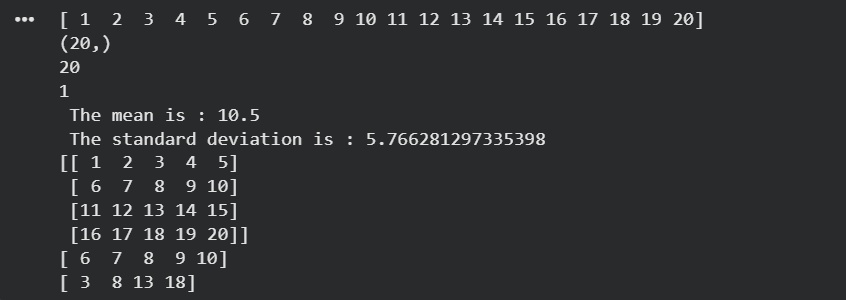 ••• [ 1  2  3  4  5  6  7  8  9 10 11 12 13 14 15 16 17 18 19 20]
(20,)
20
1
 The mean is : 10.5
 The standard deviation is : 5.766281297335398
[[ 1  2  3  4  5]
 [ 6  7  8  9 10]
 [11 12 13 14 15]
 [16 17 18 19 20]]
[ 6  7  8  9 10]
[ 3  8 13 18]